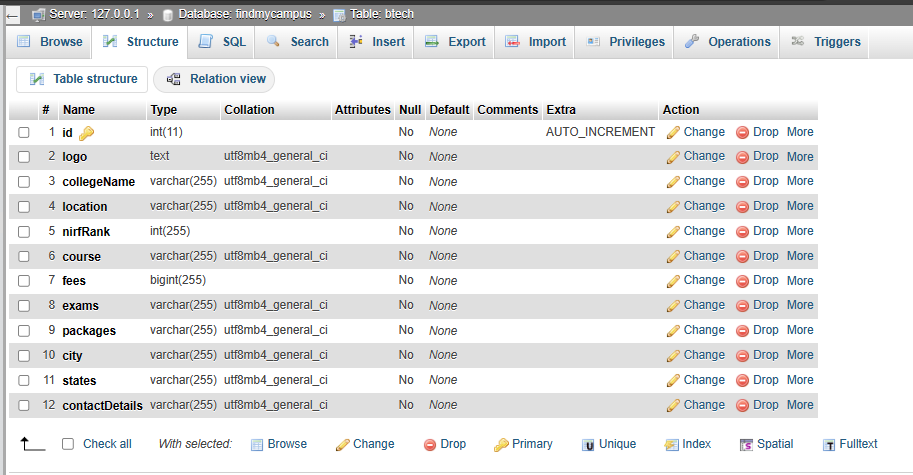 Server: 127.0.0.1 » Database: findmycampus » Table: btech
Browse Structure SQL Search Insert Export Import Privileges Operations Triggers
Table structure Relation view
# Name Type Collation Attributes Null Default Comments Extra Action
1 id int(11) No None AUTO_INCREMENT Change Drop More
2 logo text utf8mb4_general_ci No None Change Drop More
3 collegeName varchar(255) utf8mb4_general_ci No None Change Drop More
4 location varchar(255) utf8mb4_general_ci No None Change Drop More
5 nirfRank int(255) No None Change Drop More
6 course varchar(255) utf8mb4_general_ci No None Change Drop More
7 fees bigint(255) No None Change Drop More
8 exams varchar(255) utf8mb4_general_ci No None Change Drop More
9 packages varchar(255) utf8mb4_general_ci No None Change Drop More
10 city varchar(255) utf8mb4_general_ci No None Change Drop More
11 states varchar(255) utf8mb4_general_ci No None Change Drop More
12 contactDetails varchar(255) utf8mb4_general_ci No None Change Drop More
Check all With selected: Browse Change Drop Primary Unique Index Spatial Fulltext